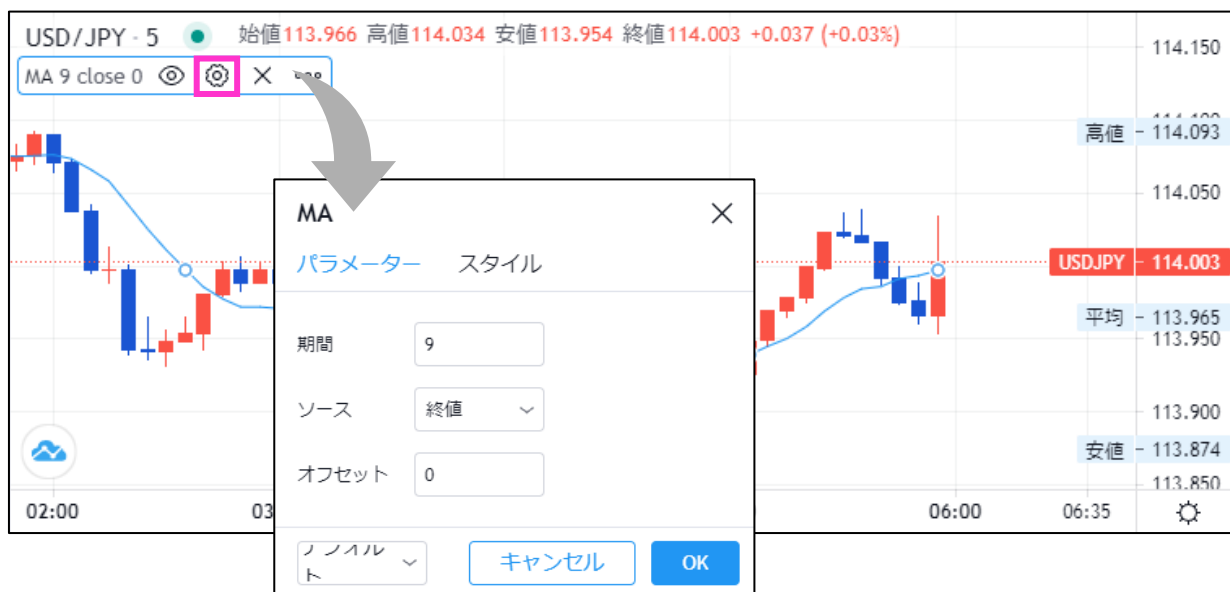 USD/JPY · 5 始値113.966 高値114.034 安値113.954 終値114.003 +0.037 (+0.03%)
MA 9 close 0
114.150
高値 114.093
114.050
USDJPY 114.003
平均 113.965
113.950
113.900
安値 113.874
113.850
MA
パラメーター スタイル
期間 9
ソース 終値
オフセット 0
02:00 03 06:00 06:35
キャンセル OK